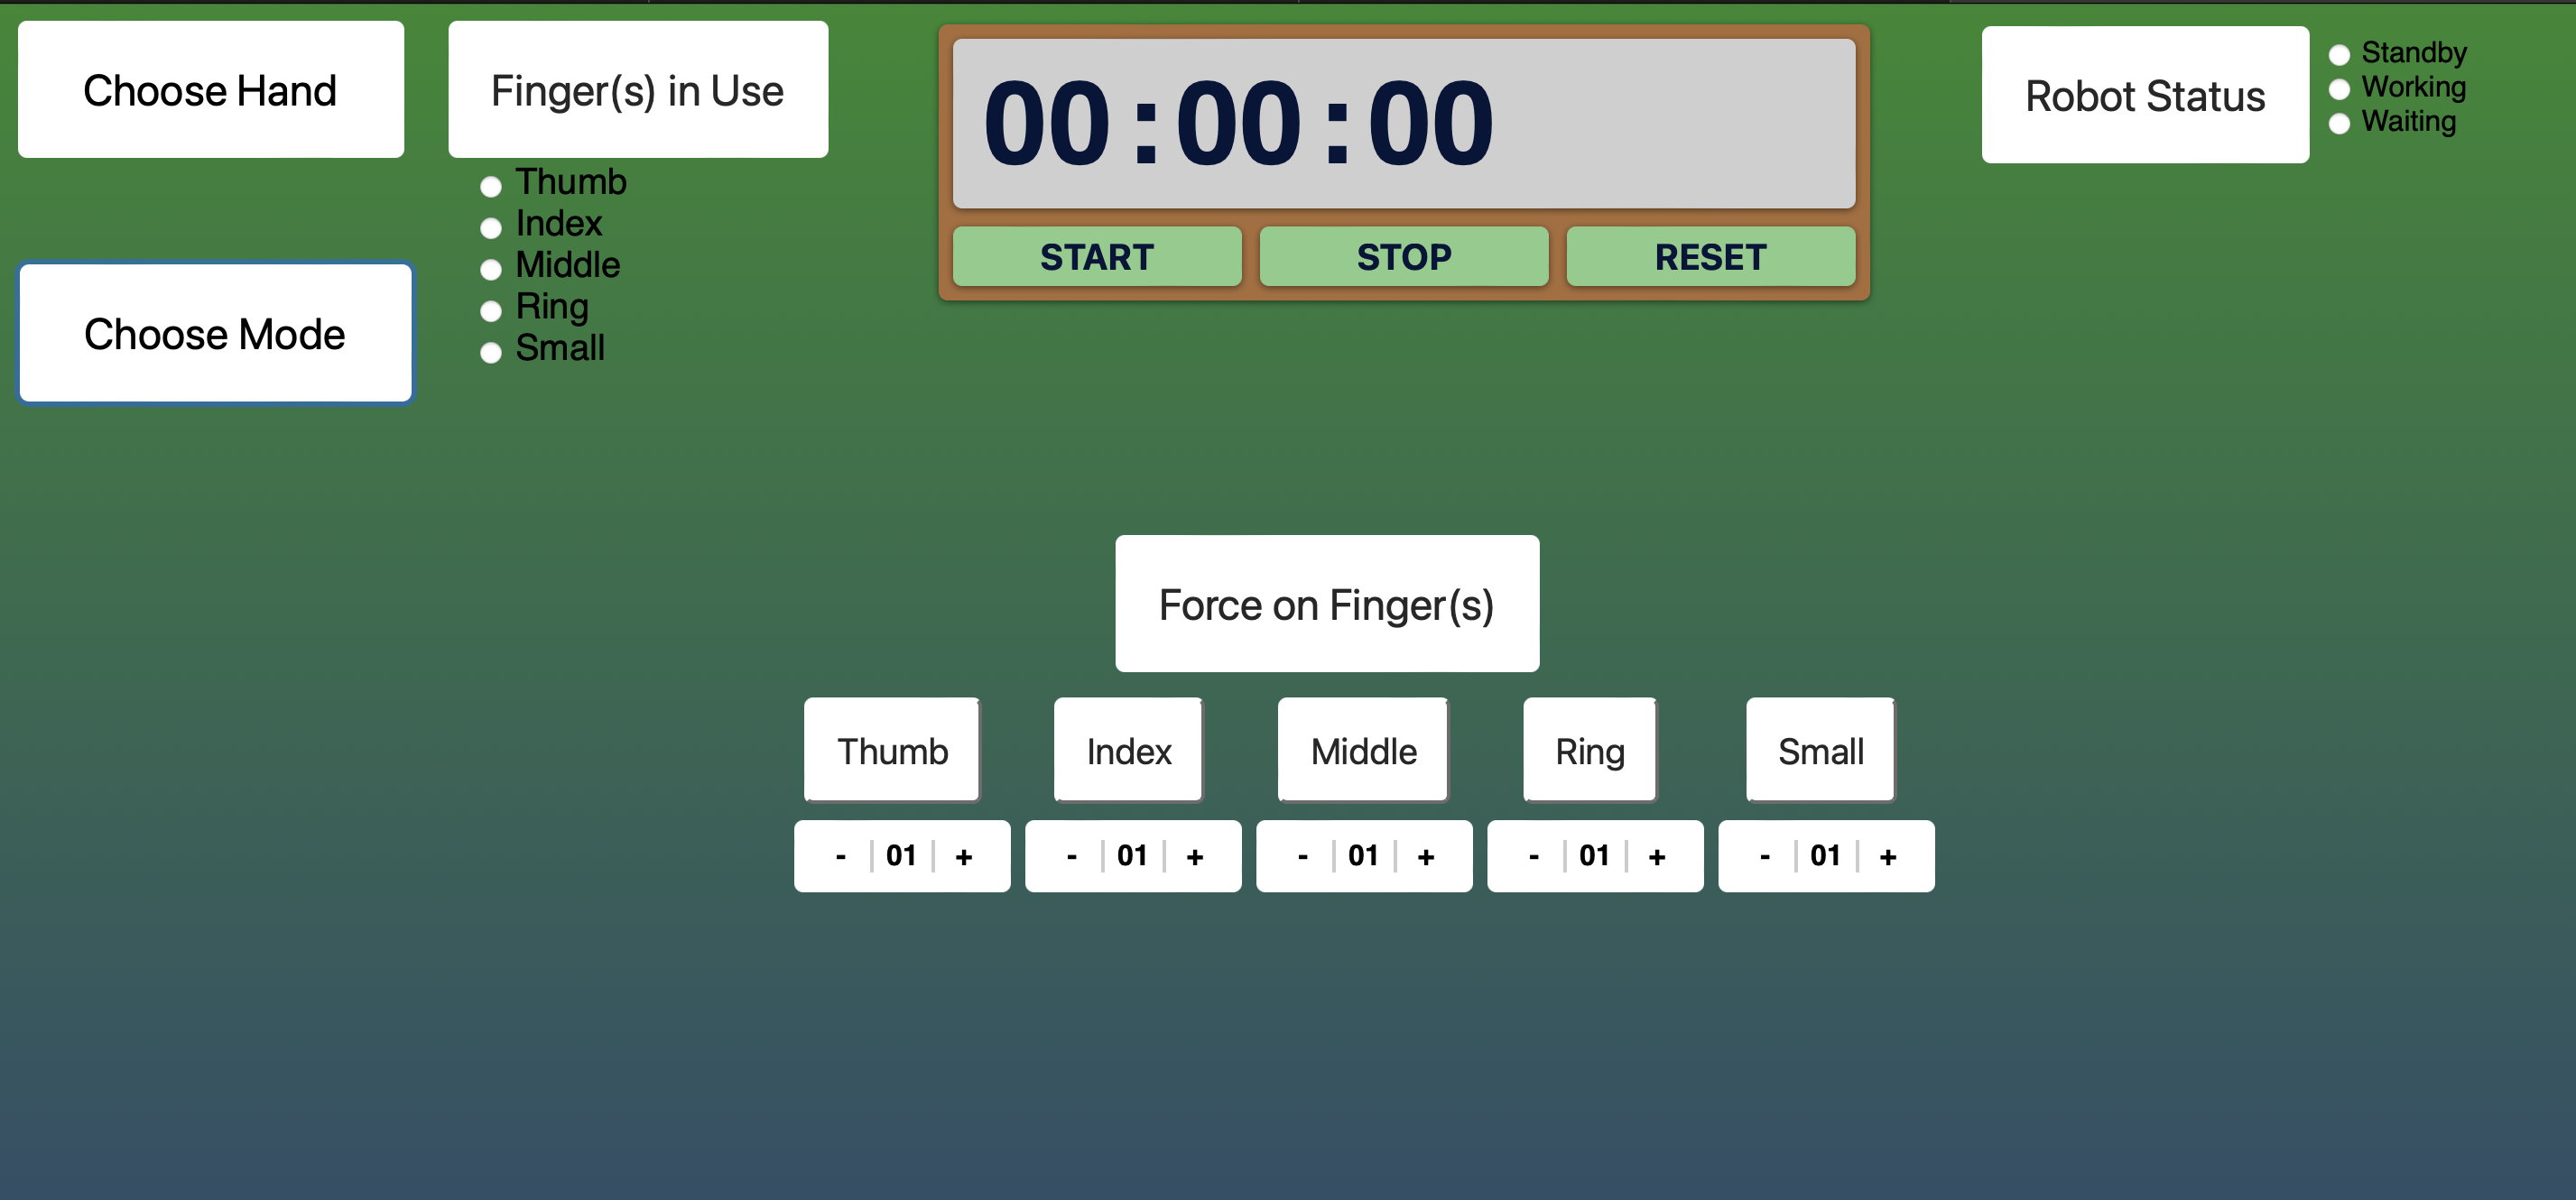 Choose Hand
Finger(s) in Use
Thumb
Index
Middle
Ring
Small
Choose Mode
00:00:00
START STOP RESET
Robot Status
Standby
Working
Waiting
Force on Finger(s)
Thumb Index Middle Ring Small
- 01 + - 01 + - 01 + - 01 + - 01 +